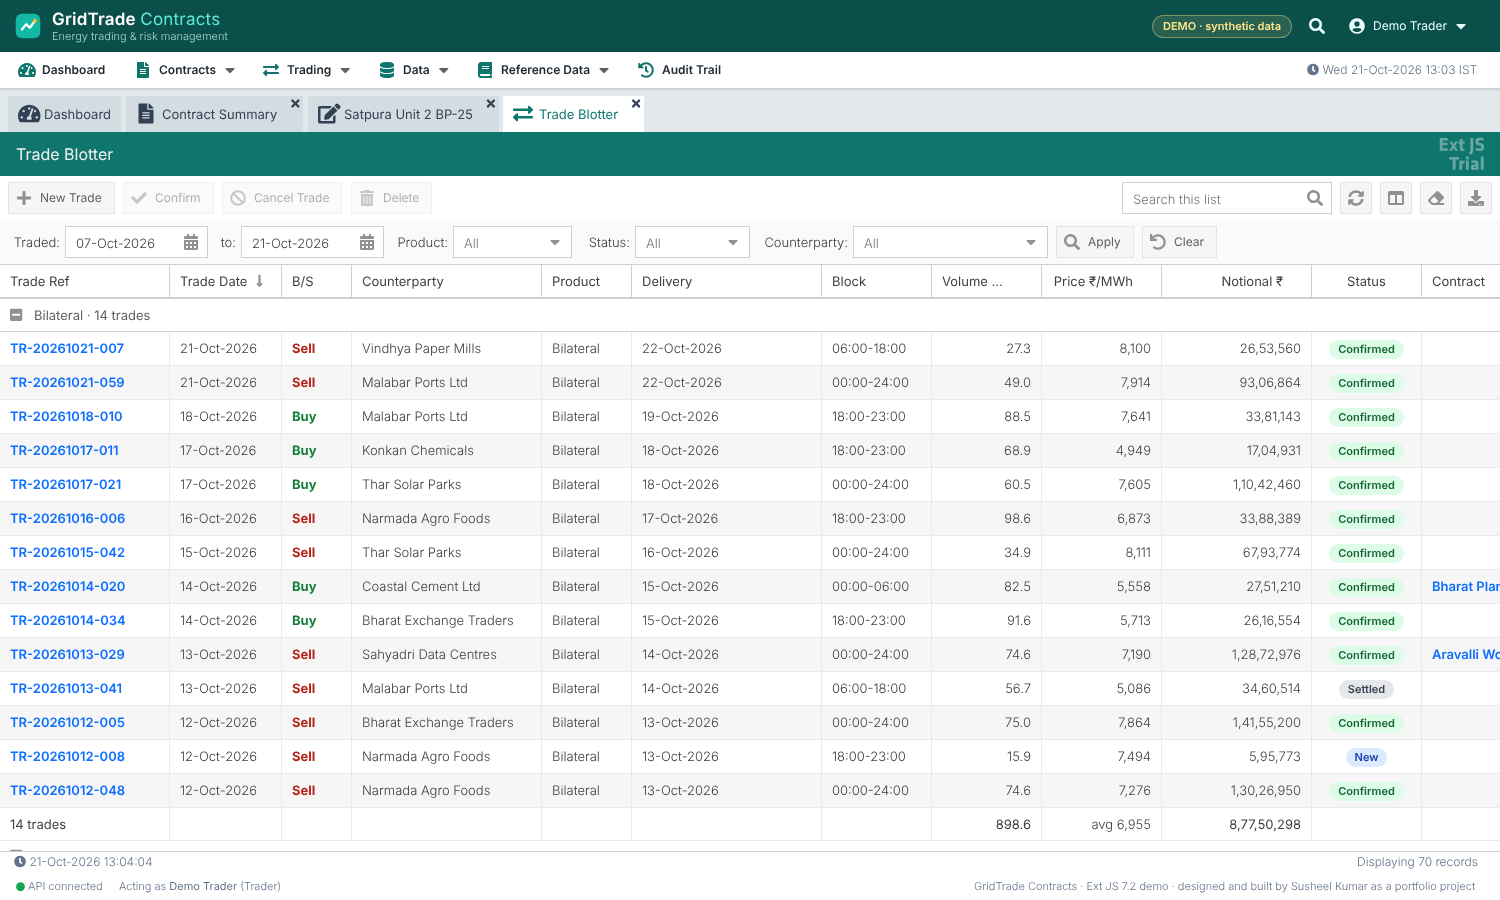 GridTrade Contracts
Energy trading & risk management
DEMO · synthetic data
Demo Trader
Dashboard Contracts Trading Data Reference Data Audit Trail
Wed 21-Oct-2026 13:03 IST
Dashboard Contract Summary Satpura Unit 2 BP-25 Trade Blotter
Trade Blotter
Ext JS
Trial
New Trade Confirm Cancel Trade Delete
Search this list
Traded: 07-Oct-2026 to: 21-Oct-2026 Product: All Status: All Counterparty: All Apply Clear
Trade Ref Trade Date B/S Counterparty Product Delivery Block Volume ... Price ₹/MWh Notional ₹ Status Contract
Bilateral · 14 trades
TR-20261021-007 21-Oct-2026 Sell Vindhya Paper Mills Bilateral 22-Oct-2026 06:00-18:00 27.3 8,100 26,53,560 Confirmed
TR-20261021-059 21-Oct-2026 Sell Malabar Ports Ltd Bilateral 22-Oct-2026 00:00-24:00 49.0 7,914 93,06,864 Confirmed
TR-20261018-010 18-Oct-2026 Buy Malabar Ports Ltd Bilateral 19-Oct-2026 18:00-23:00 88.5 7,641 33,81,143 Confirmed
TR-20261017-011 17-Oct-2026 Buy Konkan Chemicals Bilateral 18-Oct-2026 18:00-23:00 68.9 4,949 17,04,931 Confirmed
TR-20261017-021 17-Oct-2026 Buy Thar Solar Parks Bilateral 18-Oct-2026 00:00-24:00 60.5 7,605 1,10,42,460 Confirmed
TR-20261016-006 16-Oct-2026 Sell Narmada Agro Foods Bilateral 17-Oct-2026 18:00-23:00 98.6 6,873 33,88,389 Confirmed
TR-20261015-042 15-Oct-2026 Sell Thar Solar Parks Bilateral 16-Oct-2026 00:00-24:00 34.9 8,111 67,93,774 Confirmed
TR-20261014-020 14-Oct-2026 Buy Coastal Cement Ltd Bilateral 15-Oct-2026 00:00-06:00 82.5 5,558 27,51,210 Confirmed Bharat Plar
TR-20261014-034 14-Oct-2026 Buy Bharat Exchange Traders Bilateral 15-Oct-2026 18:00-23:00 91.6 5,713 26,16,554 Confirmed
TR-20261013-029 13-Oct-2026 Sell Sahyadri Data Centres Bilateral 14-Oct-2026 00:00-24:00 74.6 7,190 1,28,72,976 Confirmed Aravalli Wo
TR-20261013-041 13-Oct-2026 Sell Malabar Ports Ltd Bilateral 14-Oct-2026 06:00-18:00 56.7 5,086 34,60,514 Settled
TR-20261012-005 12-Oct-2026 Sell Bharat Exchange Traders Bilateral 13-Oct-2026 00:00-24:00 75.0 7,864 1,41,55,200 Confirmed
TR-20261012-008 12-Oct-2026 Sell Narmada Agro Foods Bilateral 13-Oct-2026 18:00-23:00 15.9 7,494 5,95,773 New
TR-20261012-048 12-Oct-2026 Sell Narmada Agro Foods Bilateral 13-Oct-2026 00:00-24:00 74.6 7,276 1,30,26,950 Confirmed
14 trades 898.6 avg 6,955 8,77,50,298
21-Oct-2026 13:04:04 Displaying 70 records
API connected Acting as Demo Trader (Trader) GridTrade Contracts · Ext JS 7.2 demo · designed and built by Susheel Kumar as a portfolio project